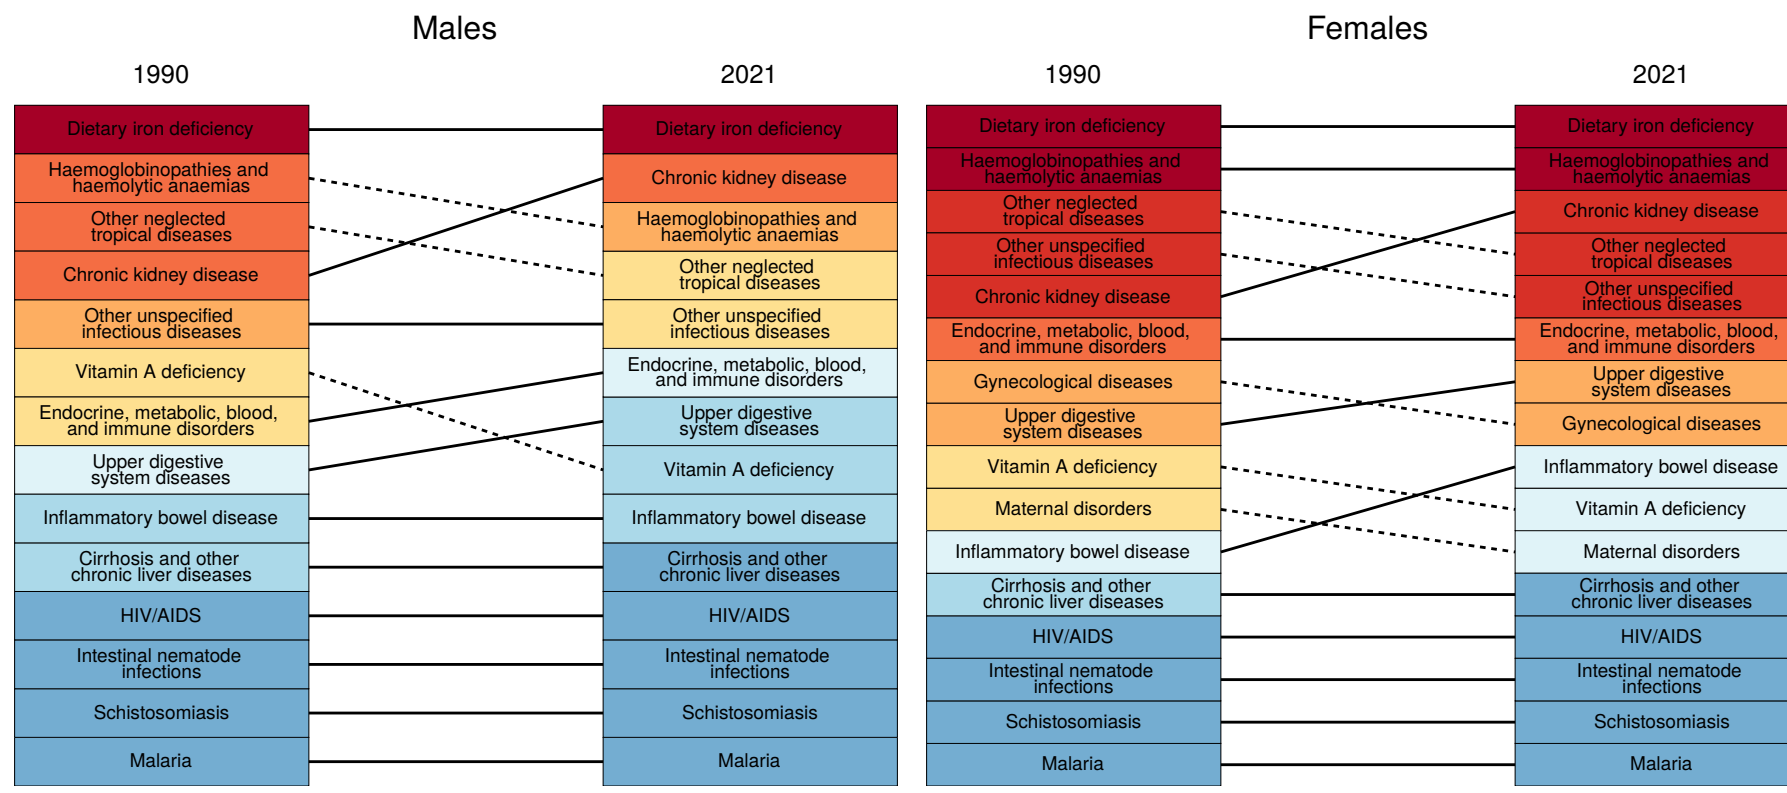 Males
1990
2021
Dietary iron deficiency
Haemoglobinopathies and
haemolytic anaemias
Other neglected
tropical diseases
Chronic kidney disease
Other unspecified
infectious diseases
Vitamin A deficiency
Endocrine, metabolic, blood,
and immune disorders
Upper digestive
system diseases
Inflammatory bowel disease
Cirrhosis and other
chronic liver diseases
HIV/AIDS
Intestinal nematode
infections
Schistosomiasis
Malaria
Dietary iron deficiency
Chronic kidney disease
Haemoglobinopathies and
haemolytic anaemias
Other neglected
tropical diseases
Other unspecified
infectious diseases
Endocrine, metabolic, blood,
and immune disorders
Upper digestive
system diseases
Vitamin A deficiency
Inflammatory bowel disease
Cirrhosis and other
chronic liver diseases
HIV/AIDS
Intestinal nematode
infections
Schistosomiasis
Malaria
Females
1990
2021
Dietary iron deficiency
Haemoglobinopathies and
haemolytic anaemias
Other neglected
tropical diseases
Other unspecified
infectious diseases
Chronic kidney disease
Endocrine, metabolic, blood,
and immune disorders
Gynecological diseases
Upper digestive
system diseases
Vitamin A deficiency
Maternal disorders
Inflammatory bowel disease
Cirrhosis and other
chronic liver diseases
HIV/AIDS
Intestinal nematode
infections
Schistosomiasis
Malaria
Dietary iron deficiency
Haemoglobinopathies and
haemolytic anaemias
Chronic kidney disease
Other neglected
tropical diseases
Other unspecified
infectious diseases
Endocrine, metabolic, blood,
and immune disorders
Upper digestive
system diseases
Gynecological diseases
Inflammatory bowel disease
Vitamin A deficiency
Maternal disorders
Cirrhosis and other
chronic liver diseases
HIV/AIDS
Intestinal nematode
infections
Schistosomiasis
Malaria